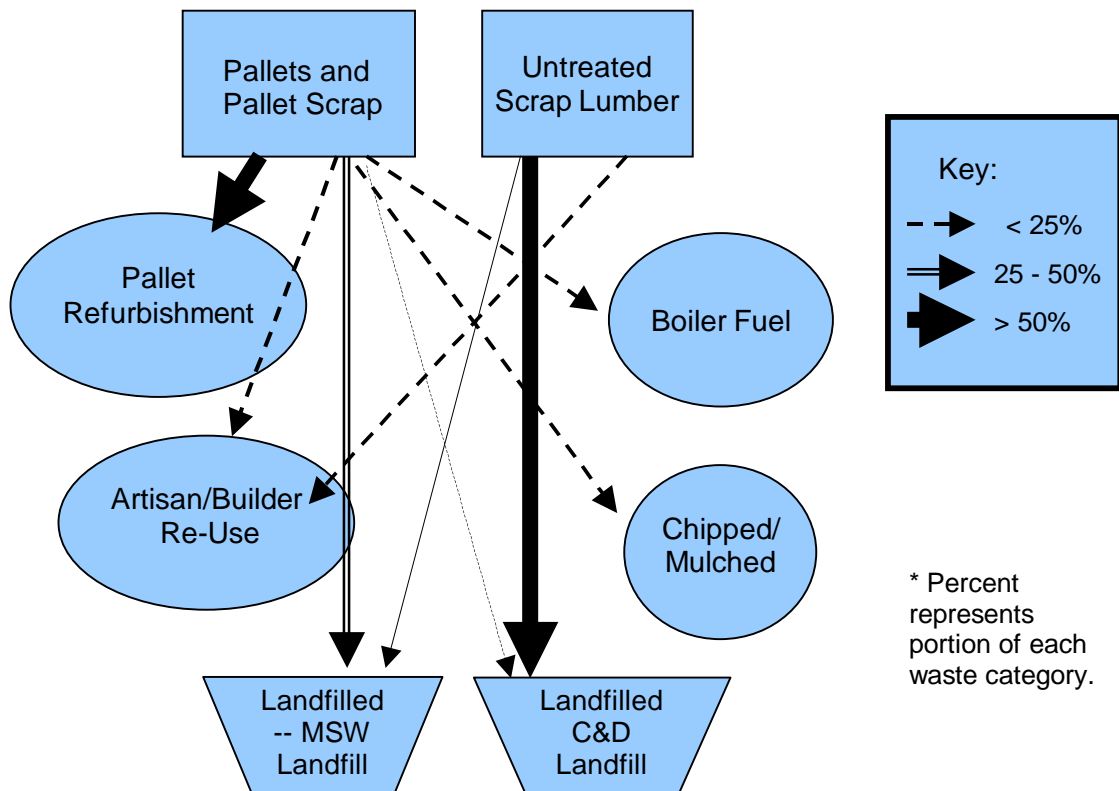 Pallets and
Pallet Scrap
Untreated
Scrap Lumber
Key:
< 25%
25 - 50%
> 50%
Pallet
Refurbishment
Boiler Fuel
Artisan/Builder
Re-Use
Chipped/
Mulched
* Percent
represents
portion of each
waste category.
Landfilled
-- MSW
Landfill
Landfilled
C&D
Landfill